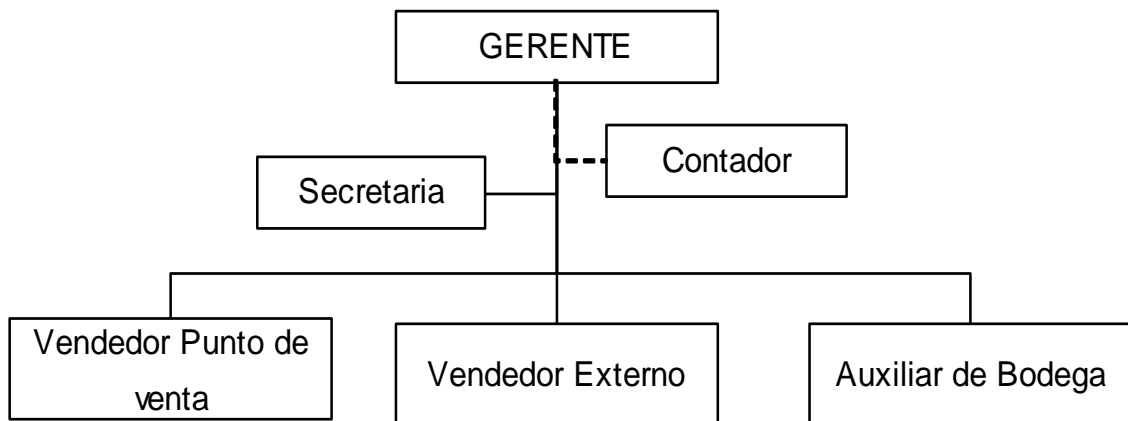 GERENTE
Contador
Secretaria
Vendedor Punto de
venta
Vendedor Externo
Auxiliar de Bodega